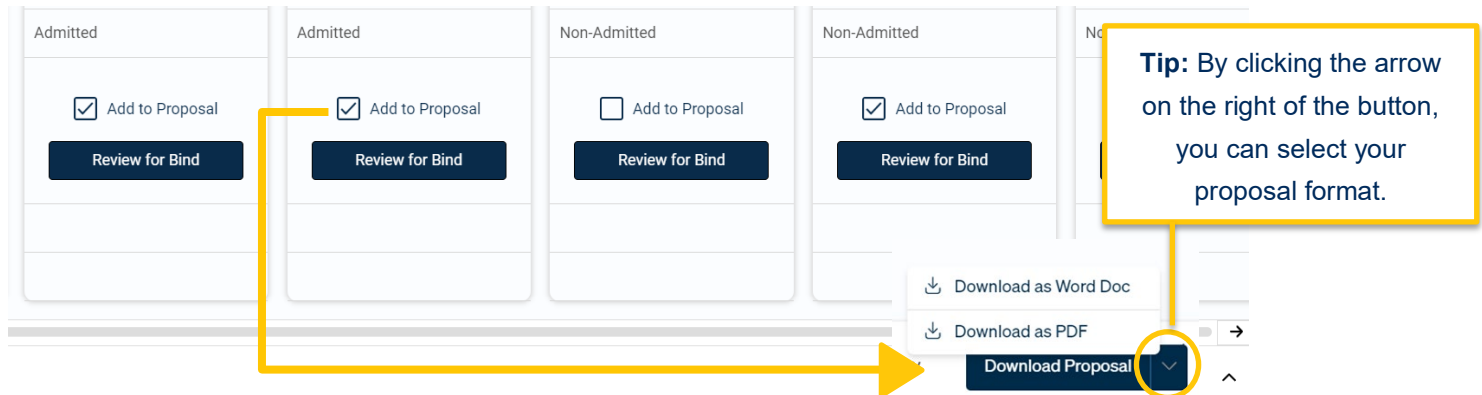 Admitted
Admitted
Non-Admitted
Non-Admitted
Tip: By clicking the arrow
on the right of the button,
you can select your
proposal format.
Add to Proposal
Add to Proposal
Add to Proposal
Add to Proposal
Review for Bind
Review for Bind
Review for Bind
Review for Bind
Download as Word Doc
Download as PDF
Download Proposal